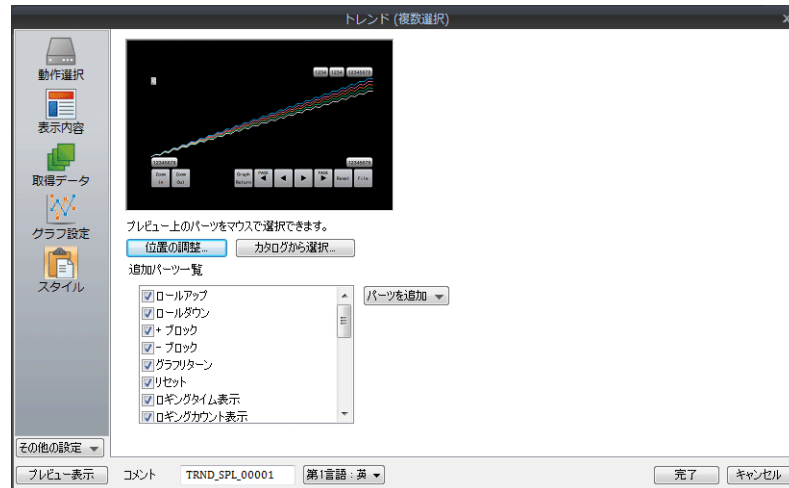 トレンド (複数選択)
動作選択
表示内容
取得データ
グラフ設定
スタイル
1234 1234 12345678
12345678
12345678
Zoom In
Zoom Out
Graph Return
PAGE
PAGE
Reset
File
プレビュー上のパーツをマウスで選択できます。
位置の調整...
カタログから選択...
追加パーツ一覧
ロールアップ
ロールダウン
+ ブロック
- ブロック
グラフリターン
リセット
ロギングタイム表示
ロギングカウント表示
パーツを追加
その他の設定
プレビュー表示
コメント
TRND_SPL_00001
第1言語 : 英
完了
キャンセル